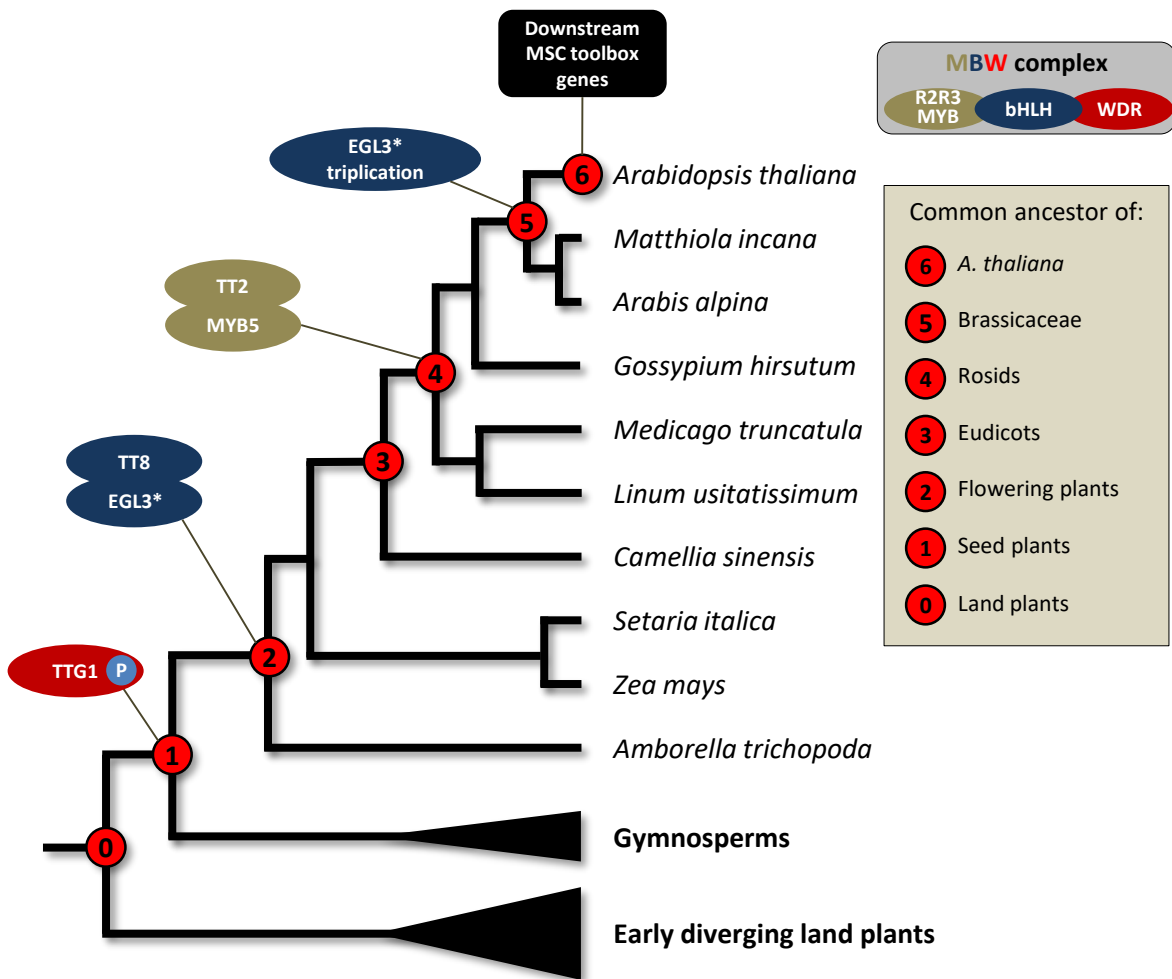 Downstream
MSC toolbox
genes
MBW complex
R2R3
MYB
bHLH
WDR
EGL3*
triplication
6
Arabidopsis thaliana
5
Matthiola incana
Arabis alpina
TT2
MYB5
4
Gossypium hirsutum
Medicago truncatula
3
Linum usitatissimum
TT8
EGL3*
Camellia sinensis
Setaria italica
2
Zea mays
TTG1
P
Amborella trichopoda
1
Gymnosperms
0
Early diverging land plants
Common ancestor of:
6 A. thaliana
5 Brassicaceae
4 Rosids
3 Eudicots
2 Flowering plants
1 Seed plants
0 Land plants